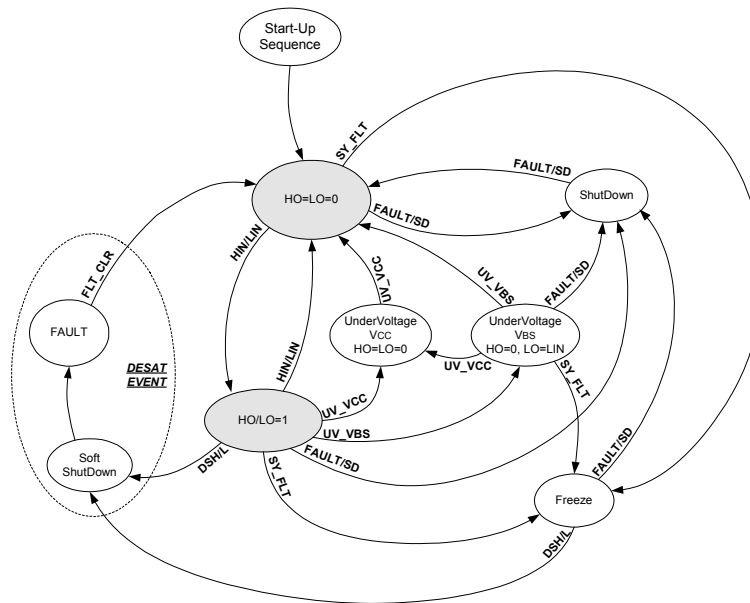 Start-Up
Sequence
SY_FLT
FAULT/SD
ShutDown
HO=LO=0
FAULT/SD
HIN/LIN
FLT_CLR
UV_VCC
UV_VBS
FAULT/SD
UnderVoltage
VCC
HO=LO=0
UnderVoltage
VBS
HO=0, LO=LIN
FAULT
DESAT
EVENT
HIN/LIN
UV_VCC
SY_FLT
HO/LO=1
UV_VCC
UV_VBS
FAULT/SD
DSH/L
SY_FLT
FAULT/SD
Soft
ShutDown
Freeze
DSH/L